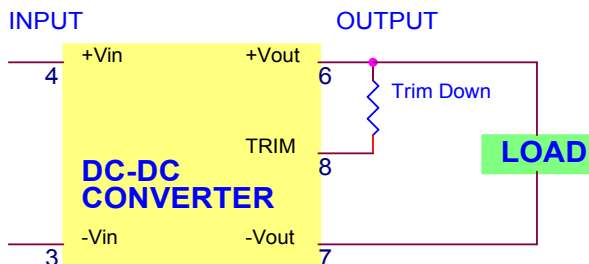 INPUT
OUTPUT
+Vin
+Vout
4
6
Trim Down
TRIM
8
LOAD
DC-DC
CONVERTER
-Vin
-Vout
3
7